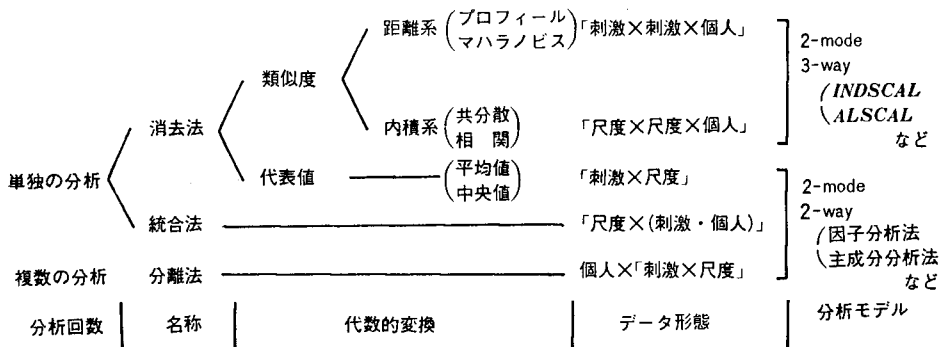 距離系(プロフィール マハラノビス)「刺激×刺激×個人」
類似度
内積系(共分散 相 関)「尺度×尺度×個人」
2-mode
3-way
(INDSCAL
ALSCAL
など
消去法
代表値 (平均値 中央値)「刺激×尺度」
単独の分析
統合法 「尺度×(刺激・個人)」
2-mode
2-way
(因子分析法
主成分分析法
など
複数の分析 分離法 個人×「刺激×尺度」
分析回数 名称 代数的変換 データ形態 分析モデル